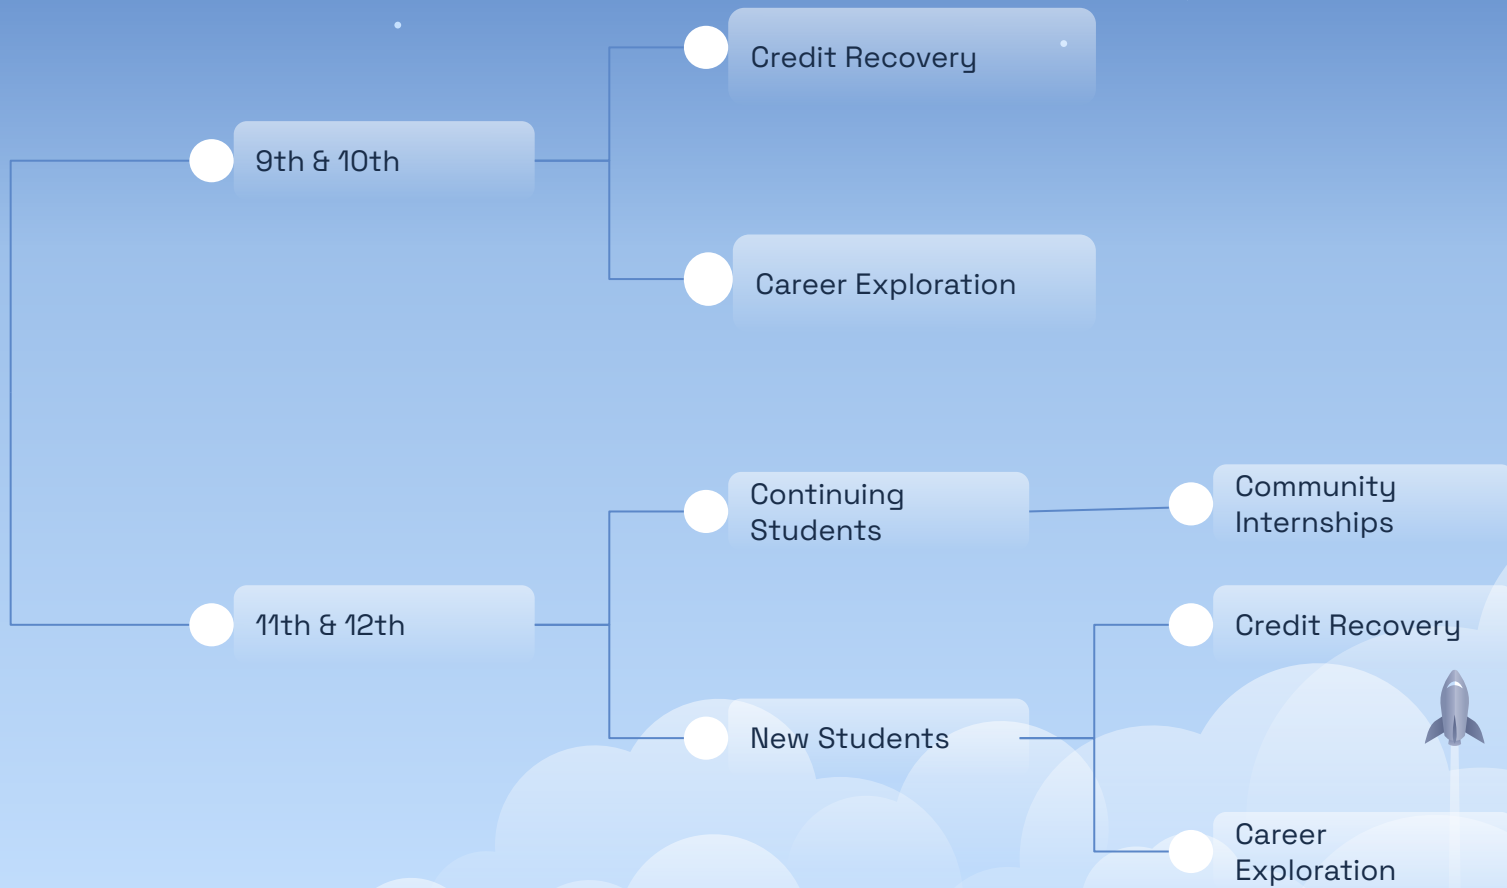 Credit Recovery
9th & 10th
Career Exploration
Continuing
Students
Community
Internships
11th & 12th
Credit Recovery
New Students
Career
Exploration